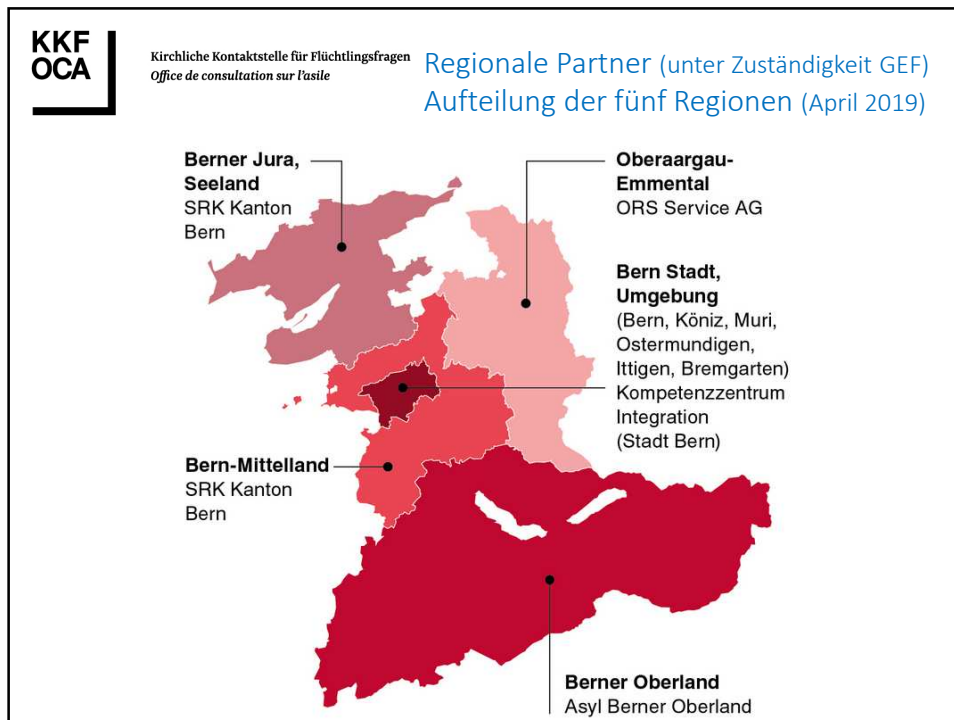 KKF
OCA
Kirchliche Kontaktstelle für Flüchtlingsfragen
Office de consultation sur l'asile
Regionale Partner (unter Zuständigkeit GEF)
Aufteilung der fünf Regionen (April 2019)
Berner Jura,
Seeland
SRK Kanton
Bern
Oberaargau-
Emmental
ORS Service AG
Bern Stadt,
Umgebung
(Bern, Köniz, Muri,
Ostermundigen,
Ittigen, Bremgarten)
Kompetenzzentrum
Integration
(Stadt Bern)
Bern-Mittelland
SRK Kanton
Bern
Berner Oberland
Asyl Berner Oberland